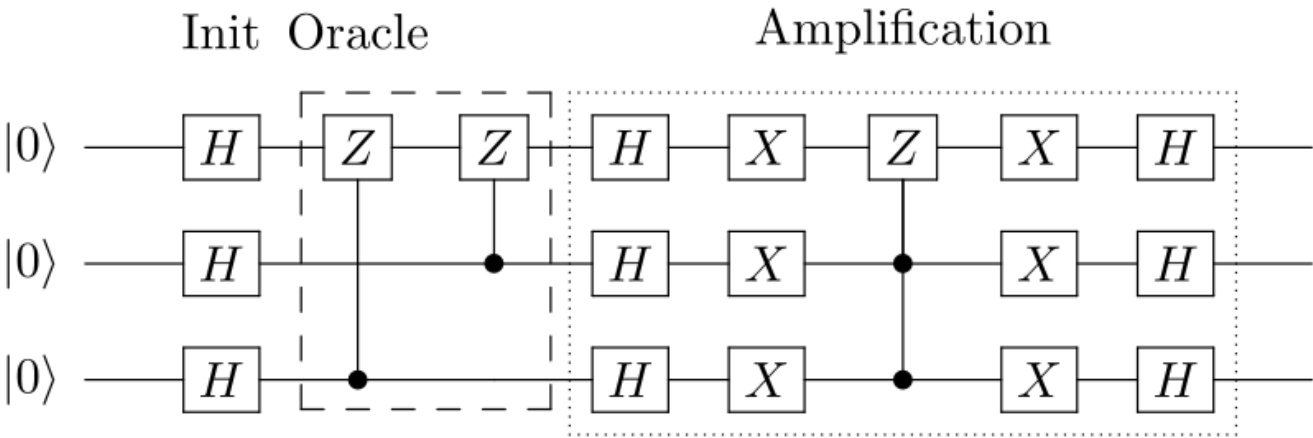 Init Oracle Amplification
|0⟩ H Z Z H X Z X H
|0⟩ H H X X H
|0⟩ H H X X H